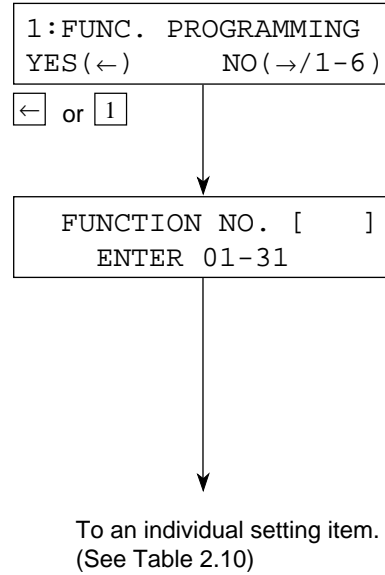 1:FUNC. PROGRAMMING
YES(←) NO(→/1-6)
← or 1
FUNCTION NO. [ ]
ENTER 01-31
To an individual setting item.
(See Table 2.10)